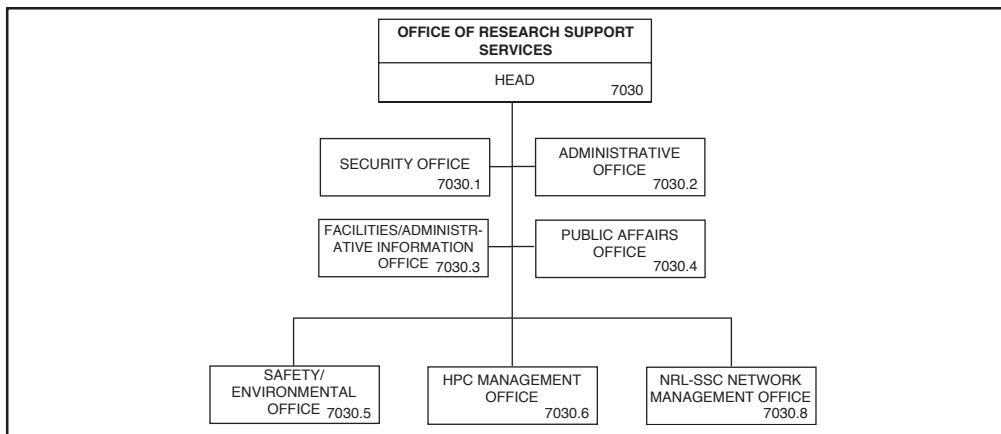 OFFICE OF RESEARCH SUPPORT
SERVICES
HEAD
7030
SECURITY OFFICE
7030.1
ADMINISTRATIVE
OFFICE
7030.2
FACILITIES/ADMINISTR-
ATIVE INFORMATION
OFFICE 7030.3
PUBLIC AFFAIRS
OFFICE
7030.4
SAFETY/
ENVIRONMENTAL
OFFICE 7030.5
HPC MANAGEMENT
OFFICE
7030.6
NRL-SSC NETWORK
MANAGEMENT OFFICE
7030.8